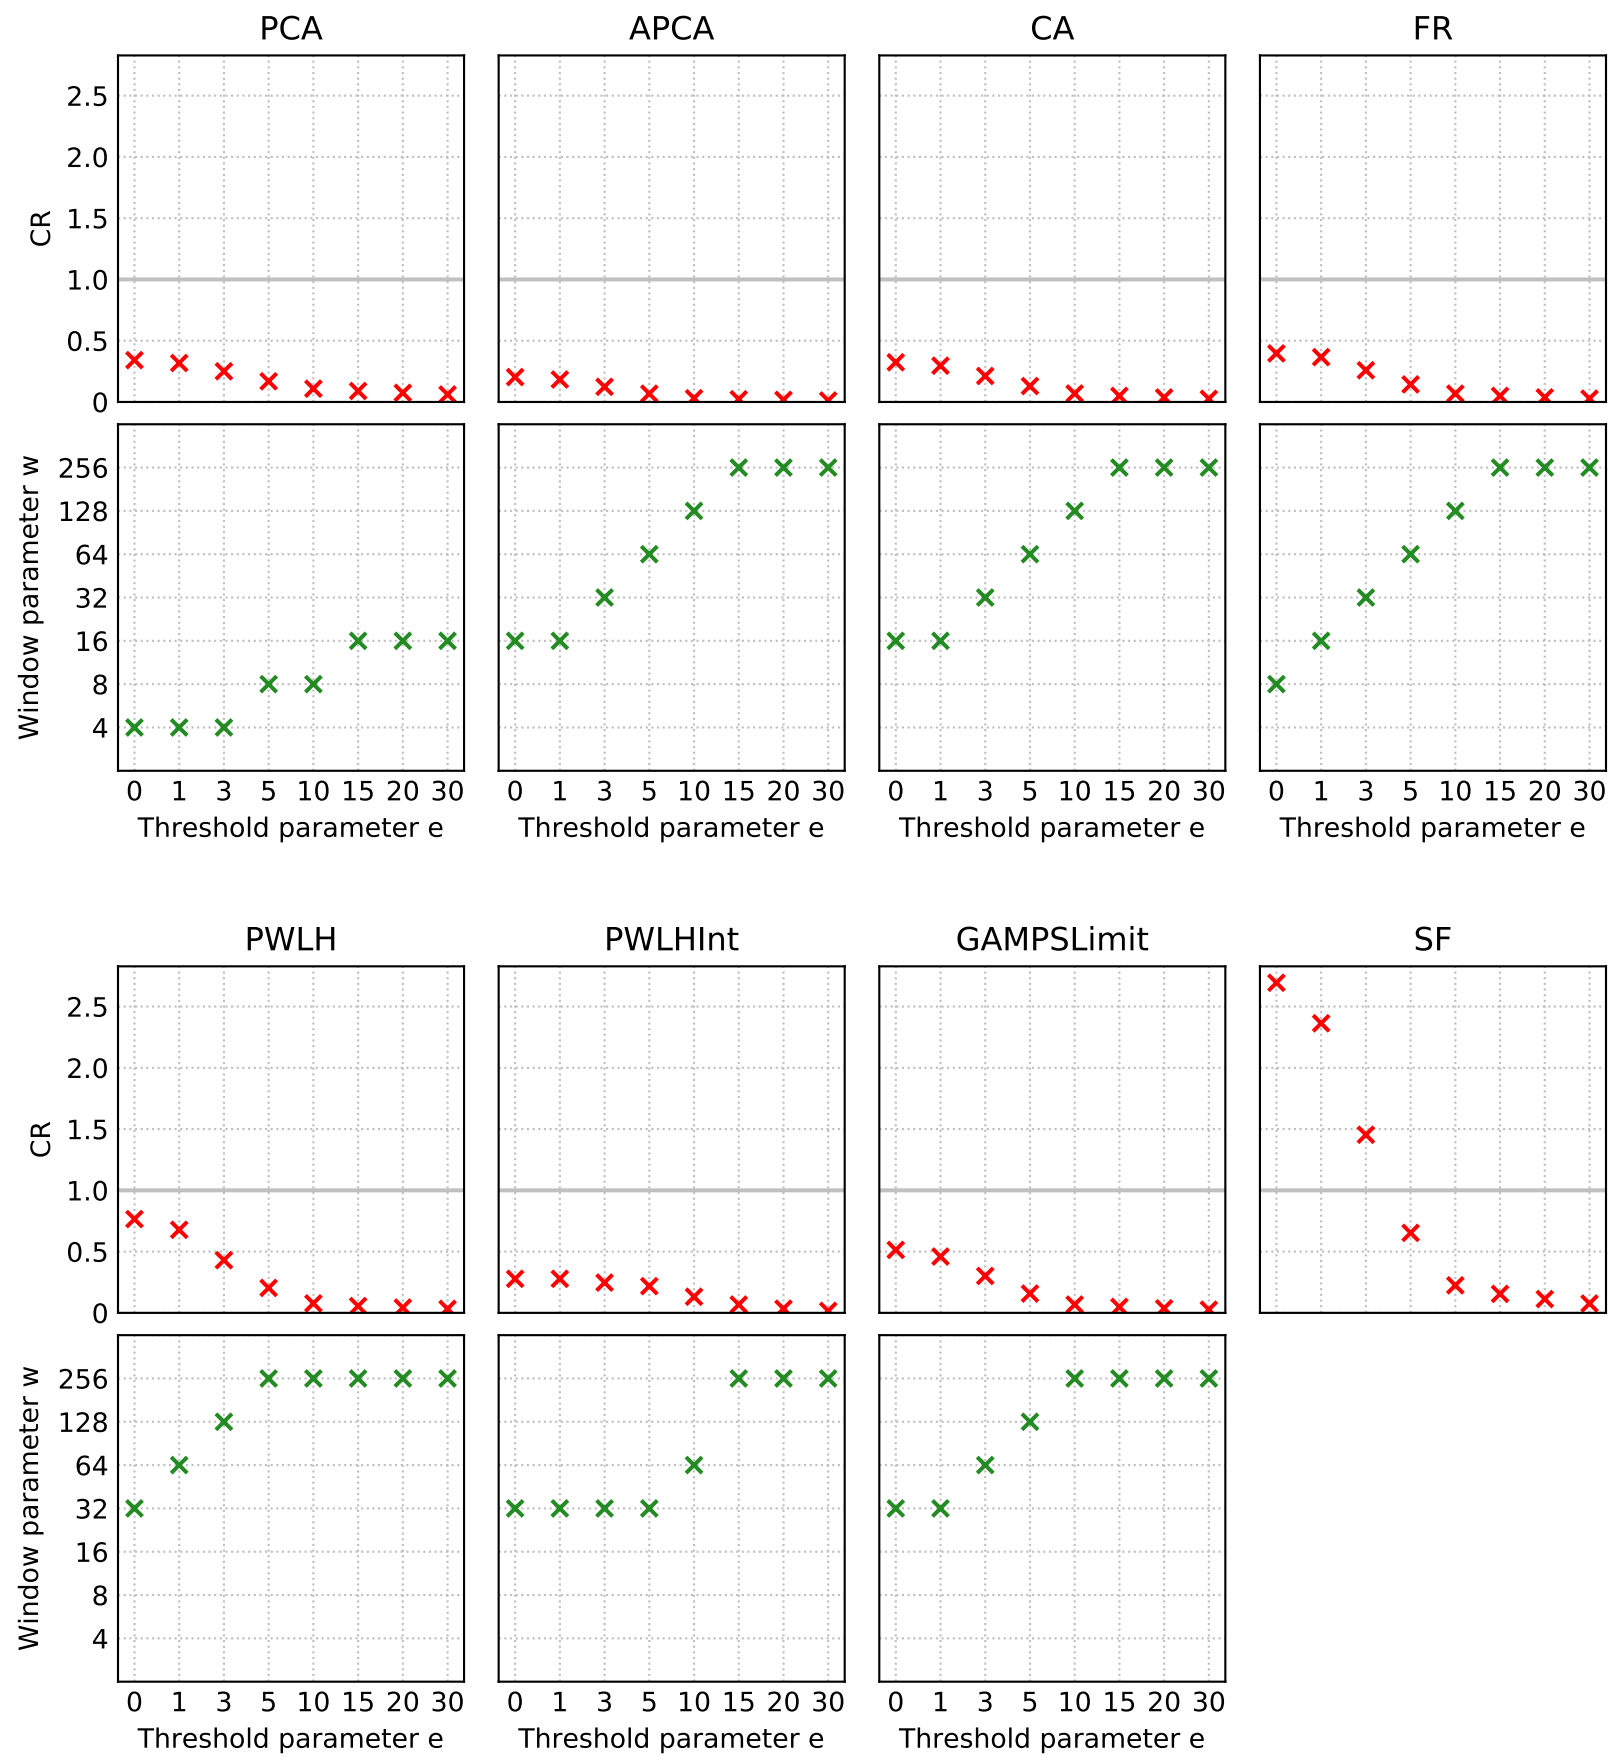 PCA APCA CA FR
CR
2.5
2.0
1.5
1.0
0.5
0
Window parameter w
256
128
64
32
16
8
4
0 1 3 5 10 15 20 30 0 1 3 5 10 15 20 30 0 1 3 5 10 15 20 30 0 1 3 5 10 15 20 30
Threshold parameter e Threshold parameter e Threshold parameter e Threshold parameter e
PWLH PWLHInt GAMPSLimit SF
CR
2.5
2.0
1.5
1.0
0.5
0
Window parameter w
256
128
64
32
16
8
4
0 1 3 5 10 15 20 30 0 1 3 5 10 15 20 30 0 1 3 5 10 15 20 30
Threshold parameter e Threshold parameter e Threshold parameter e